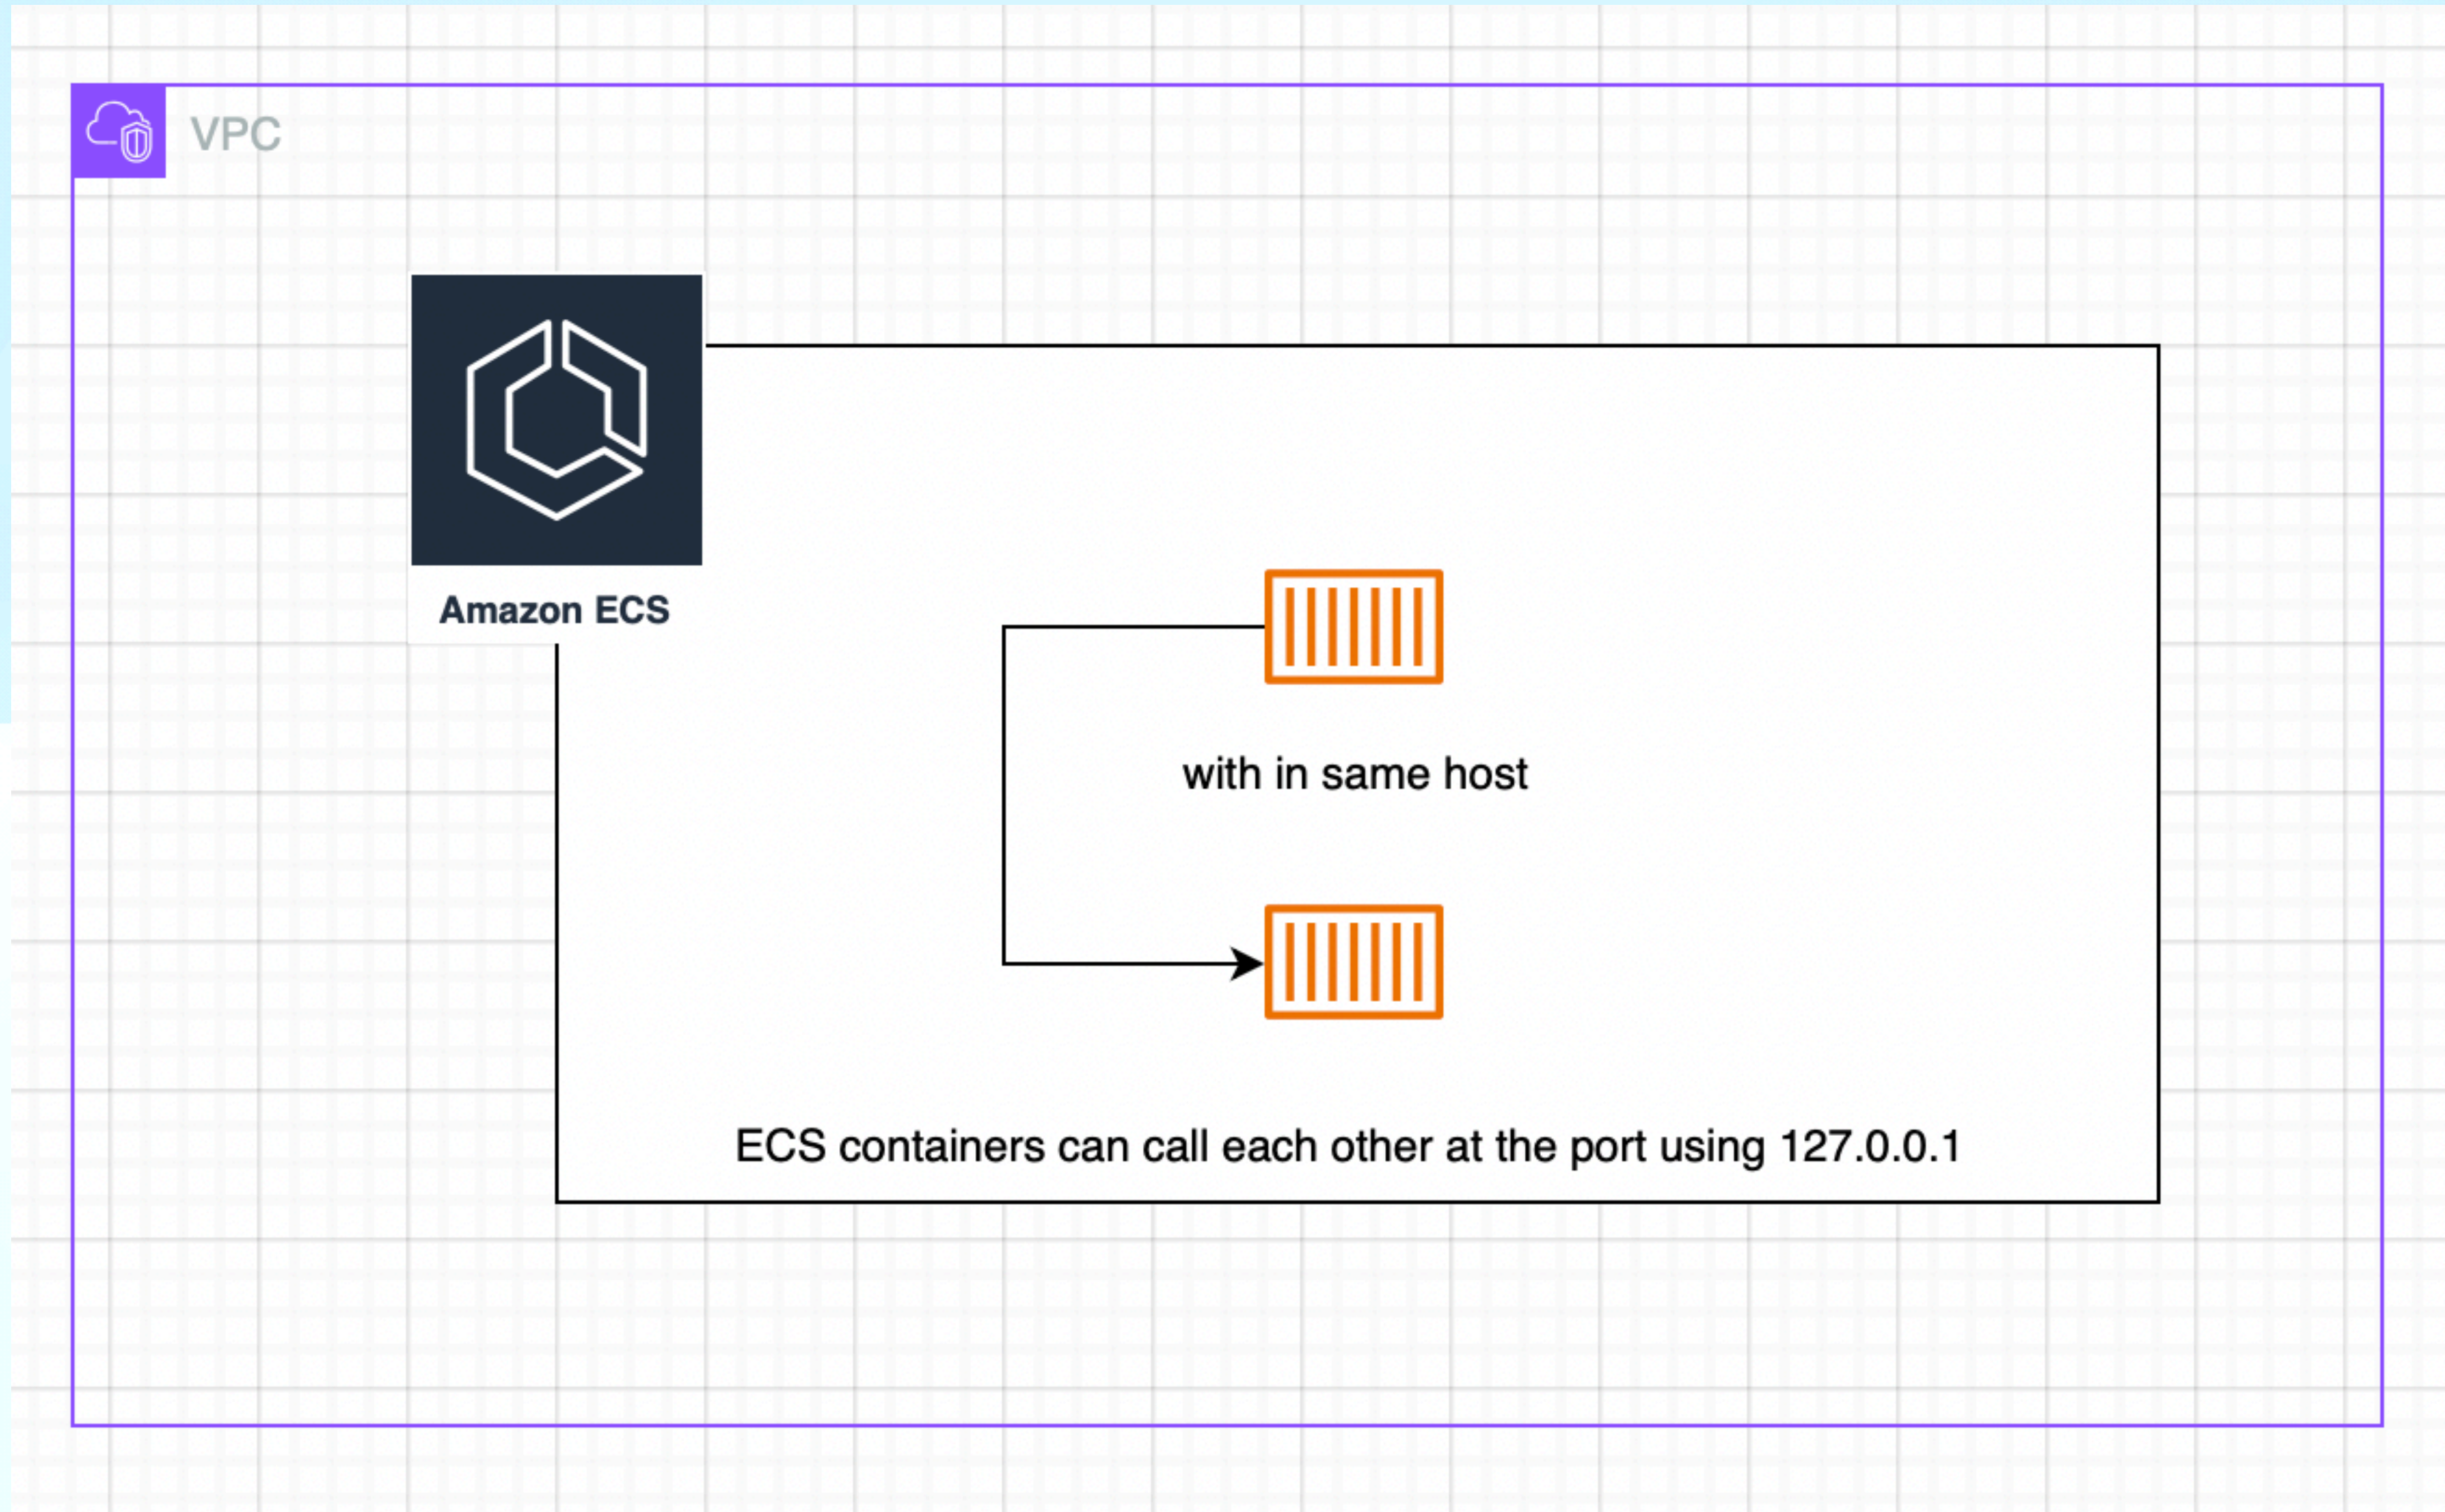 VPC
Amazon ECS
with in same host
ECS containers can call each other at the port using 127.0.0.1